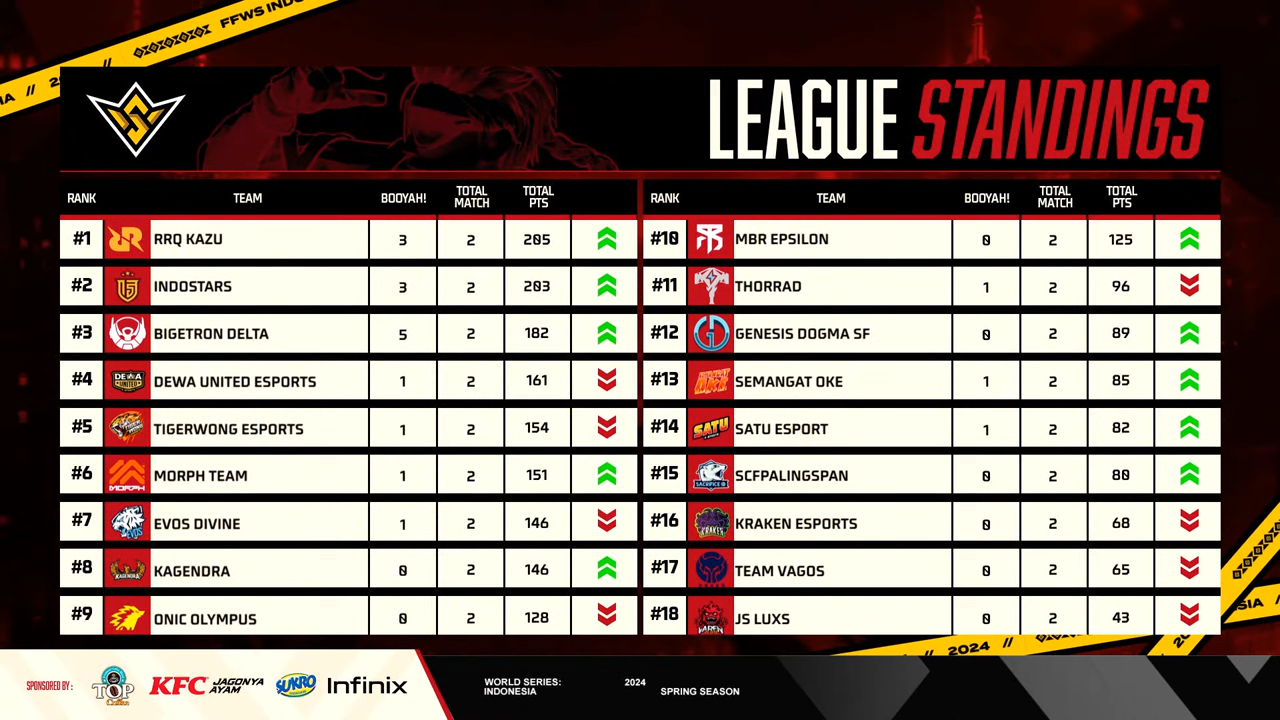 FFWS INDO
IA // 20 //
LEAGUE STANDINGS
RANK TEAM BOOYAH! TOTAL MATCH TOTAL PTS
#1 RRQ KAZU 3 2 205
#2 INDOSTARS 3 2 203
#3 BIGETRON DELTA 5 2 182
#4 DEWA UNITED ESPORTS 1 2 161
#5 TIGERWONG ESPORTS 1 2 154
#6 MORPH TEAM 1 2 151
#7 EVOS DIVINE 1 2 146
#8 KAGENDRA 0 2 146
#9 ONIC OLYMPUS 0 2 128
RANK TEAM BOOYAH! TOTAL MATCH TOTAL PTS
#10 MBR EPSILON 0 2 125
#11 THORRAD 1 2 96
#12 GENESIS DOGMA SF 0 2 89
#13 SEMANGAT OKE 1 2 85
#14 SATU ESPORT 1 2 82
#15 SCFPALINGSPAN 0 2 80
#16 KRAKEN ESPORTS 0 2 68
#17 TEAM VAGOS 0 2 65
#18 JS LUXS 0 2 43
SIA //
// 2024 // 20
SPONSORED BY : TOP Coffee KFC JAGONYA AYAM SUKRO Infinix
WORLD SERIES: INDONESIA
2024
SPRING SEASON